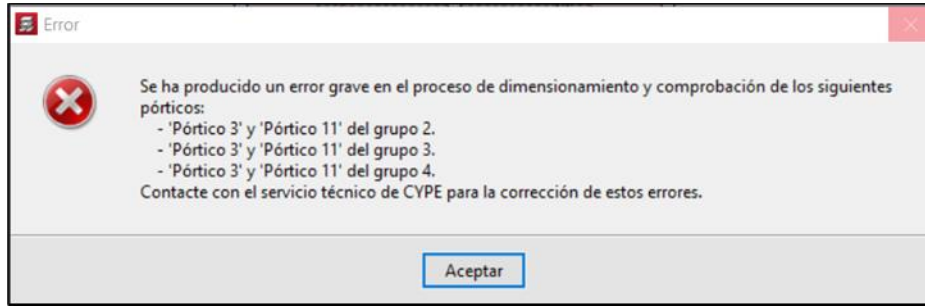 Error
Se ha producido un error grave en el proceso de dimensionamiento y comprobación de los siguientes
pórticos:
- 'Pórtico 3' y 'Pórtico 11' del grupo 2.
- 'Pórtico 3' y 'Pórtico 11' del grupo 3.
- 'Pórtico 3' y 'Pórtico 11' del grupo 4.
Contacte con el servicio técnico de CYPE para la corrección de estos errores.
Aceptar